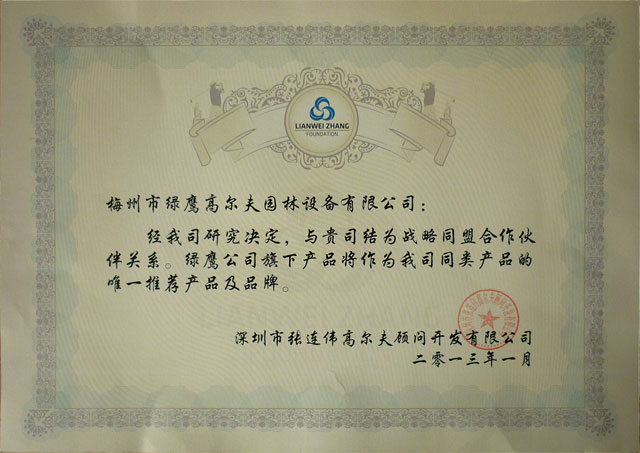 LIANWEI ZHANG
FOUNDATION
梅州市绿鹰高尔夫园林设备有限公司：
经我司研究决定，与贵司结为战略同盟合作伙
伴关系。绿鹰公司旗下产品将作为我司同类产品的
唯一推荐产品及品牌。
深圳市张连伟高尔夫顾问开发有限公司
二零一三年一月